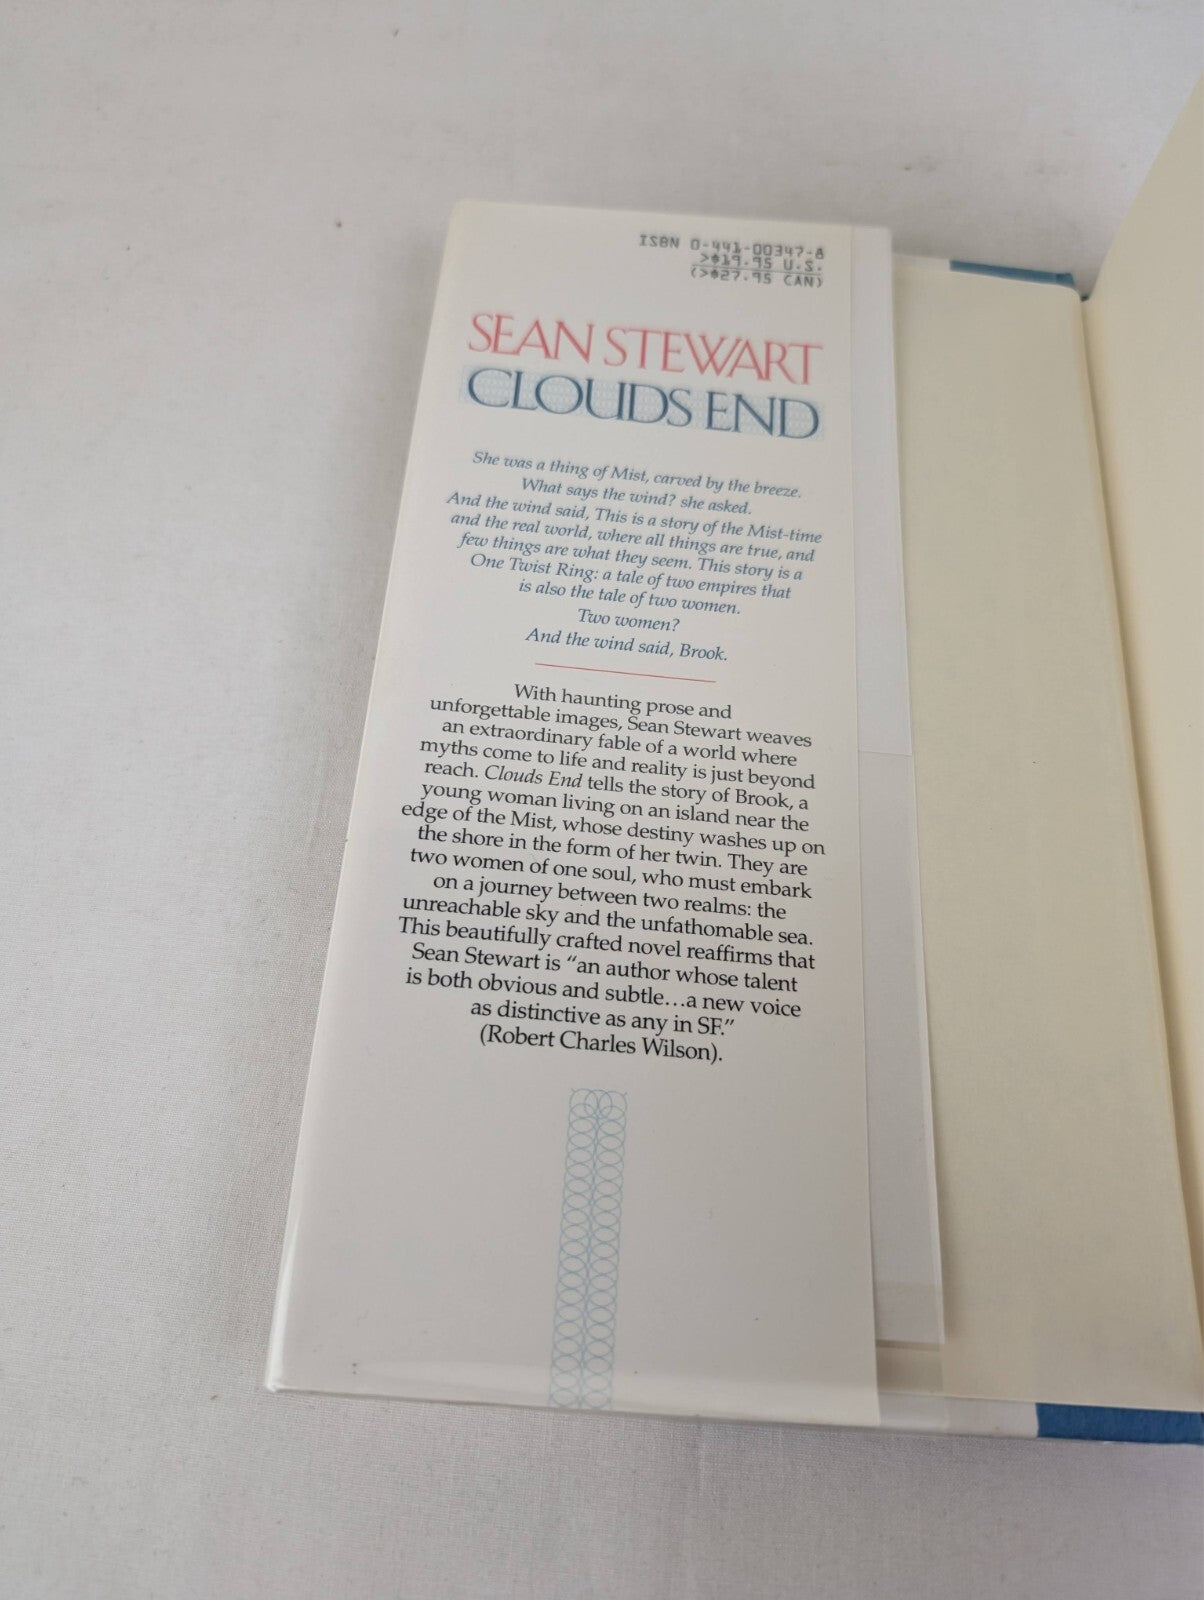 ISBN 0-441-00347-8
>$19.95 U.S.
(>$27.95 CAN)
SEAN STEWART
CLOUDS END
She was a thing of Mist, carved by the breeze.
What says the wind? she asked.
And the wind said, This is a story of the Mist-time
and the real world, where all things are true, and
few things are what they seem. This story is a
One Twist Ring: a tale of two empires that
is also the tale of two women.
Two women?
And the wind said, Brook.
With haunting prose and
unforgettable images, Sean Stewart weaves
an extraordinary fable of a world where
myths come to life and reality is just beyond
reach. Clouds End tells the story of Brook, a
young woman living on an island near the
edge of the Mist, whose destiny washes up on
the shore in the form of her twin. They are
two women of one soul, who must embark
on a journey between two realms: the
unreachable sky and the unfathomable sea.
This beautifully crafted novel reaffirms that
Sean Stewart is "an author whose talent
is both obvious and subtle...a new voice
as distinctive as any in SF."
(Robert Charles Wilson).